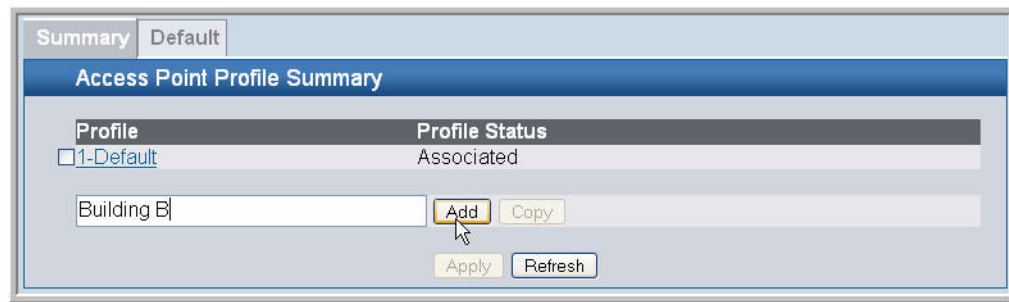 Summary Default
Access Point Profile Summary
Profile Profile Status
1-Default Associated
Building B Add Copy
Apply Refresh